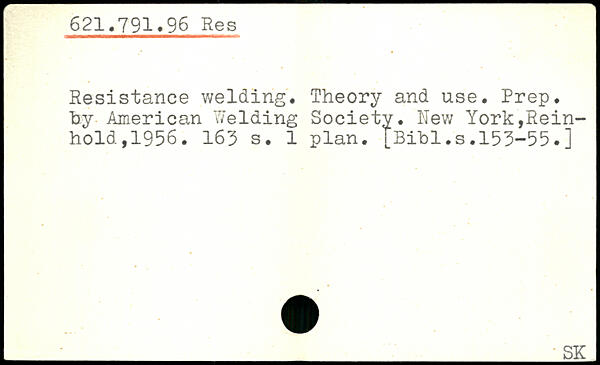 621.791.96 Res
Resistance welding. Theory and use. Prep.
by American Welding Society. New York,Rein-
hold,1956. 163 s. 1 plan. [Bibl.s.153-55.]
SK